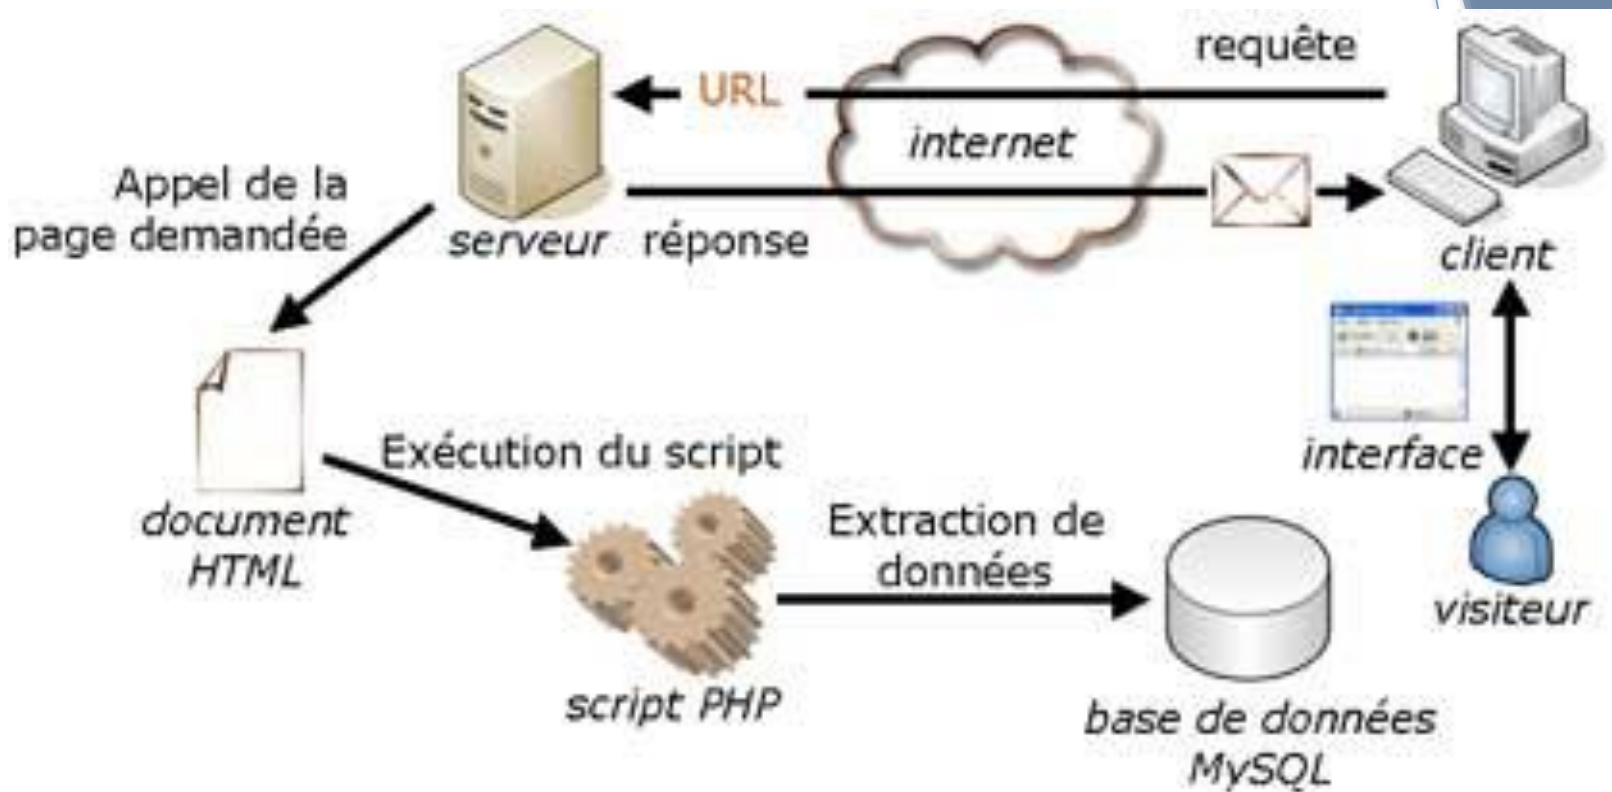 requête
URL
internet
Appel de la
page demandée
serveur
réponse
client
interface
Exécution du script
document
HTML
Extraction de
données
visiteur
script PHP
base de données
MySQL